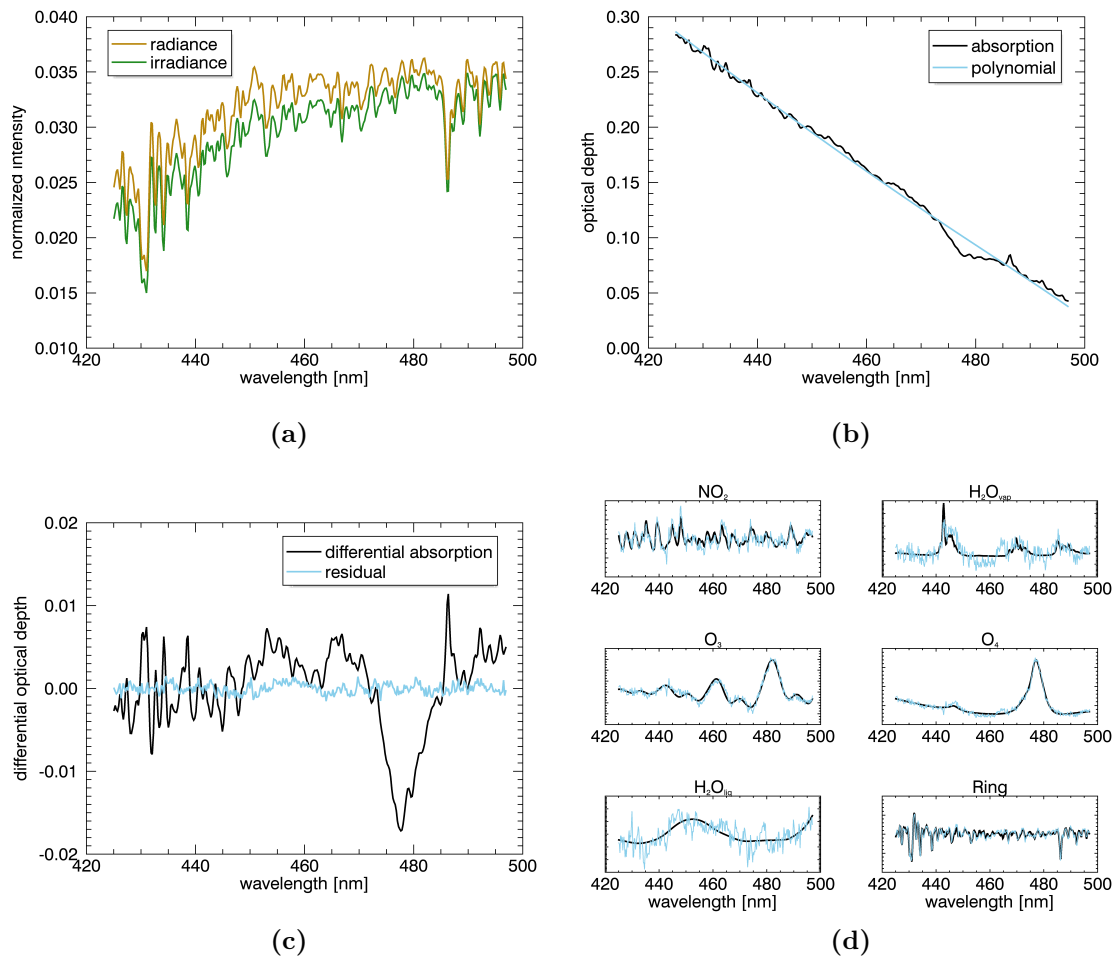 0.040
0.035
0.030
0.025
0.020
0.015
0.010
normalized intensity
radiance
irradiance
420
440
460
480
500
wavelength [nm]
(a)
0.30
0.25
0.20
0.15
0.10
0.05
0.00
optical depth
absorption
polynomial
420
440
460
480
500
wavelength [nm]
(b)
0.02
0.01
0.00
-0.01
-0.02
differential optical depth
differential absorption
residual
420
440
460
480
500
wavelength [nm]
(c)
NO₂
420 440 460 480 500
H₂Oᵥₐₚ
420 440 460 480 500
O₃
420 440 460 480 500
O₄
420 440 460 480 500
H₂O_liq
420 440 460 480 500
wavelength [nm]
Ring
420 440 460 480 500
wavelength [nm]
(d)